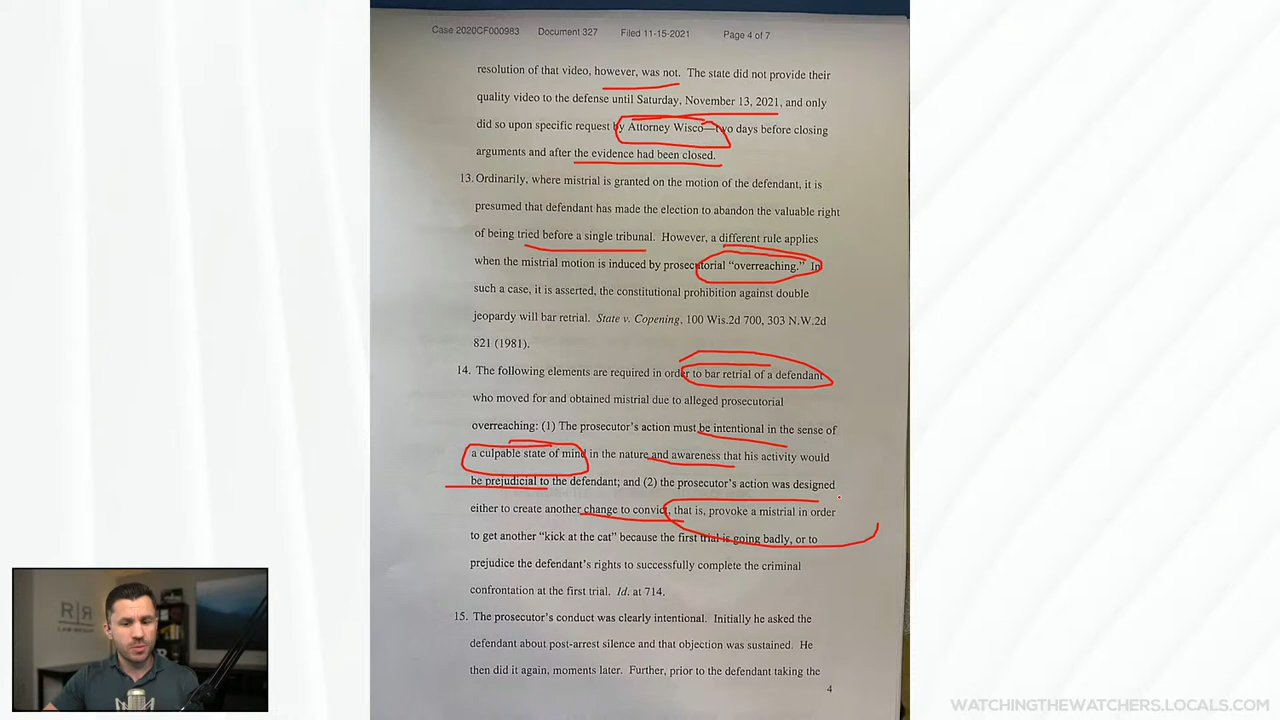 Case 2020CF000983 Document 327 Filed 11-15-2021 Page 4 of 7
resolution of that video, however, was not. The state did not provide their
quality video to the defense until Saturday, November 13, 2021, and only
did so upon specific request by Attorney Wisco—two days before closing
arguments and after the evidence had been closed.
13. Ordinarily, where mistrial is granted on the motion of the defendant, it is
presumed that defendant has made the election to abandon the valuable right
of being tried before a single tribunal. However, a different rule applies
when the mistrial motion is induced by prosecutorial “overreaching.” In
such a case, it is asserted, the constitutional prohibition against double
jeopardy will bar retrial. State v. Copening, 100 Wis.2d 700, 303 N.W.2d
821 (1981).
14. The following elements are required in order to bar retrial of a defendant
who moved for and obtained mistrial due to alleged prosecutorial
overreaching: (1) The prosecutor’s action must be intentional in the sense of
a culpable state of mind in the nature and awareness that his activity would
be prejudicial to the defendant; and (2) the prosecutor’s action was designed
either to create another change to convict, that is, provoke a mistrial in order
to get another “kick at the cat” because the first trial is going badly, or to
prejudice the defendant’s rights to successfully complete the criminal
confrontation at the first trial. Id. at 714.
15. The prosecutor’s conduct was clearly intentional. Initially he asked the
defendant about post-arrest silence and that objection was sustained. He
then did it again, moments later. Further, prior to the defendant taking the
4
R|R
LAW GROUP
WATCHINGTHEWATCHERS.LOCALS.COM